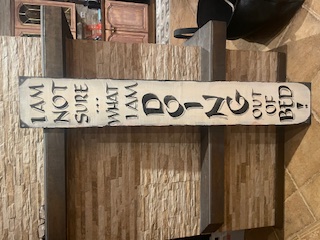 I AM
NOT
SURE...
WHAT
I AM
DOING
OUT
OF
BED
!!